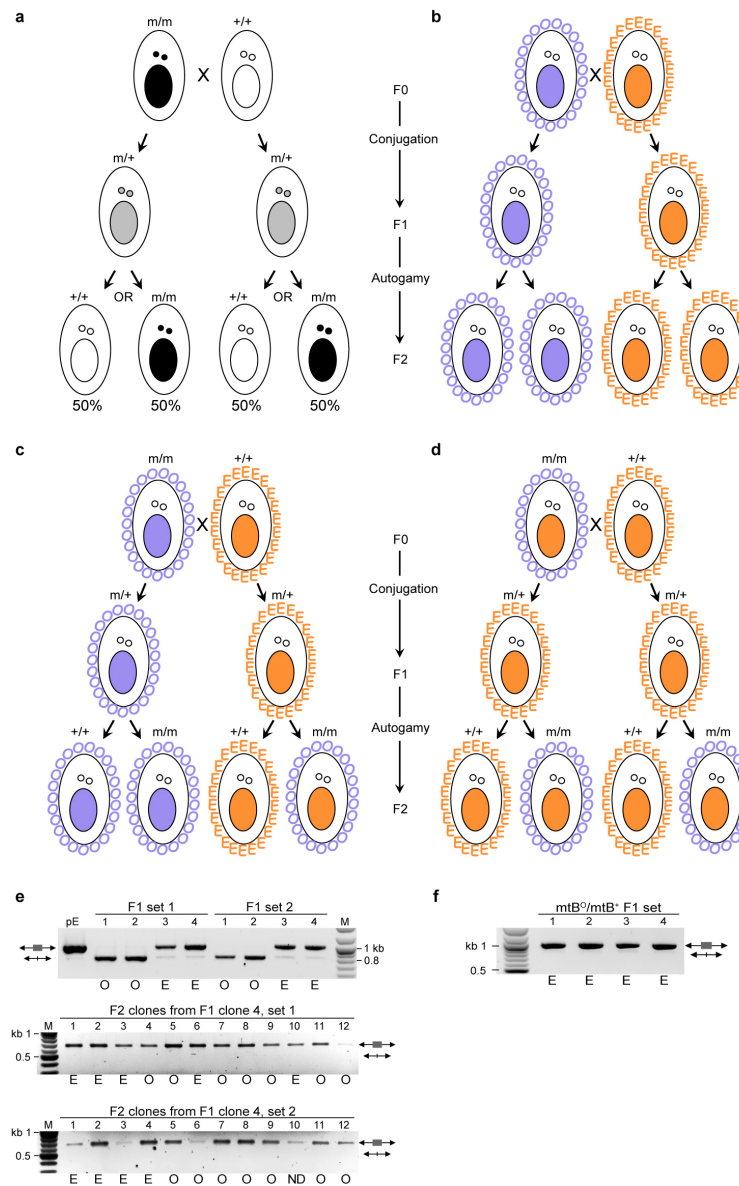 a
m/m +/+
X
m/+ m/+
+/+ OR m/m +/+ OR m/m
50% 50% 50% 50%
F0
Conjugation
F1
Autogamy
F2
b
X
c
m/m +/+
X
m/+ m/+
+/+ m/m +/+ m/m
F0
Conjugation
F1
Autogamy
F2
d
m/m +/+
X
m/+ m/+
+/+ m/m +/+ m/m
e
F1 set 1 F1 set 2
pE 1 2 3 4 1 2 3 4 M
1 kb
0.8
O O E E O O E E
F2 clones from F1 clone 4, set 1
M 1 2 3 4 5 6 7 8 9 10 11 12
kb 1
0.5
E E E O O E O O O E O O
F2 clones from F1 clone 4, set 2
M 1 2 3 4 5 6 7 8 9 10 11 12
kb 1
0.5
E E E E O O O O O ND O O
f
mtBᴼ/mtB⁺ F1 set
1 2 3 4
kb 1
0.5
E E E E